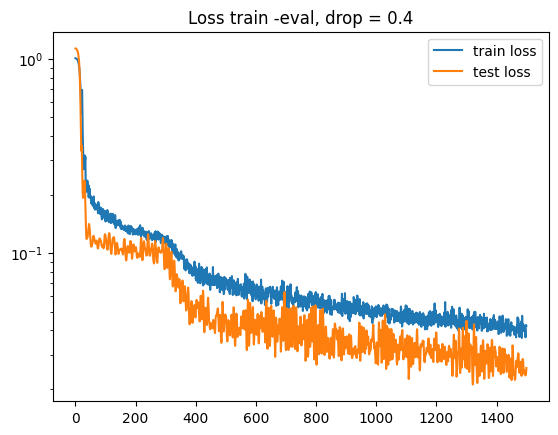 Loss train -eval, drop = 0.4
train loss
test loss
10⁰
10⁻¹
0 200 400 600 800 1000 1200 1400